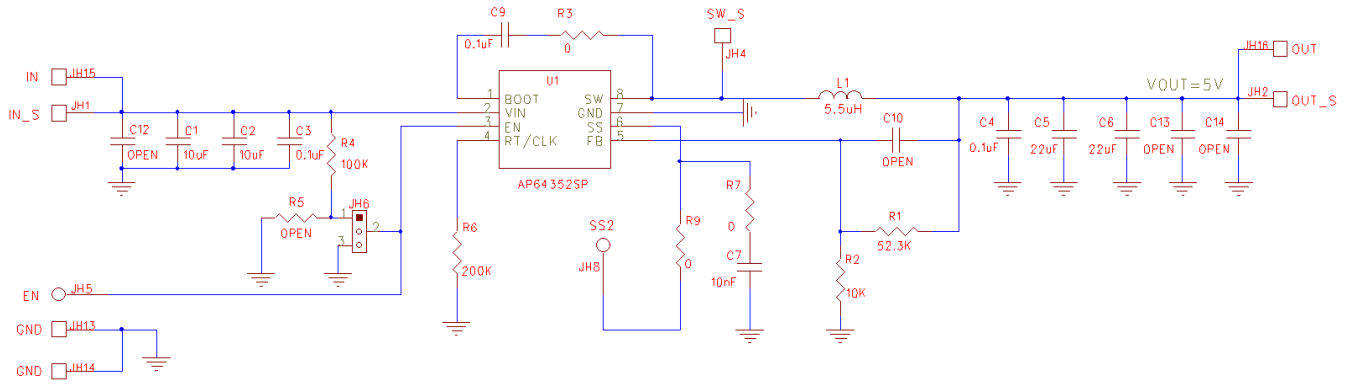 C9
R3
SW_S
0.1uF
0
JH4
JH16
OUT
IN
JH15
U1
L1
VOUT=5V
IN_S
JH1
1
BOOT
SW
8
5.5uH
JH2
OUT_S
2
VIN
GND
7
3
EN
SS
6
4
RT/CLK
FB
5
C12
C1
C2
C3
C10
C4
C5
C6
C13
C14
OPEN
10uF
10uF
0.1uF
R4
100K
OPEN
0.1uF
22uF
22uF
OPEN
OPEN
AP64352SP
R7
R5
JH6
1
2
3
OPEN
R6
200K
SS2
R9
0
0
R1
52.3K
JH8
C7
10nF
R2
10K
EN
JH5
GND
JH13
GND
JH14